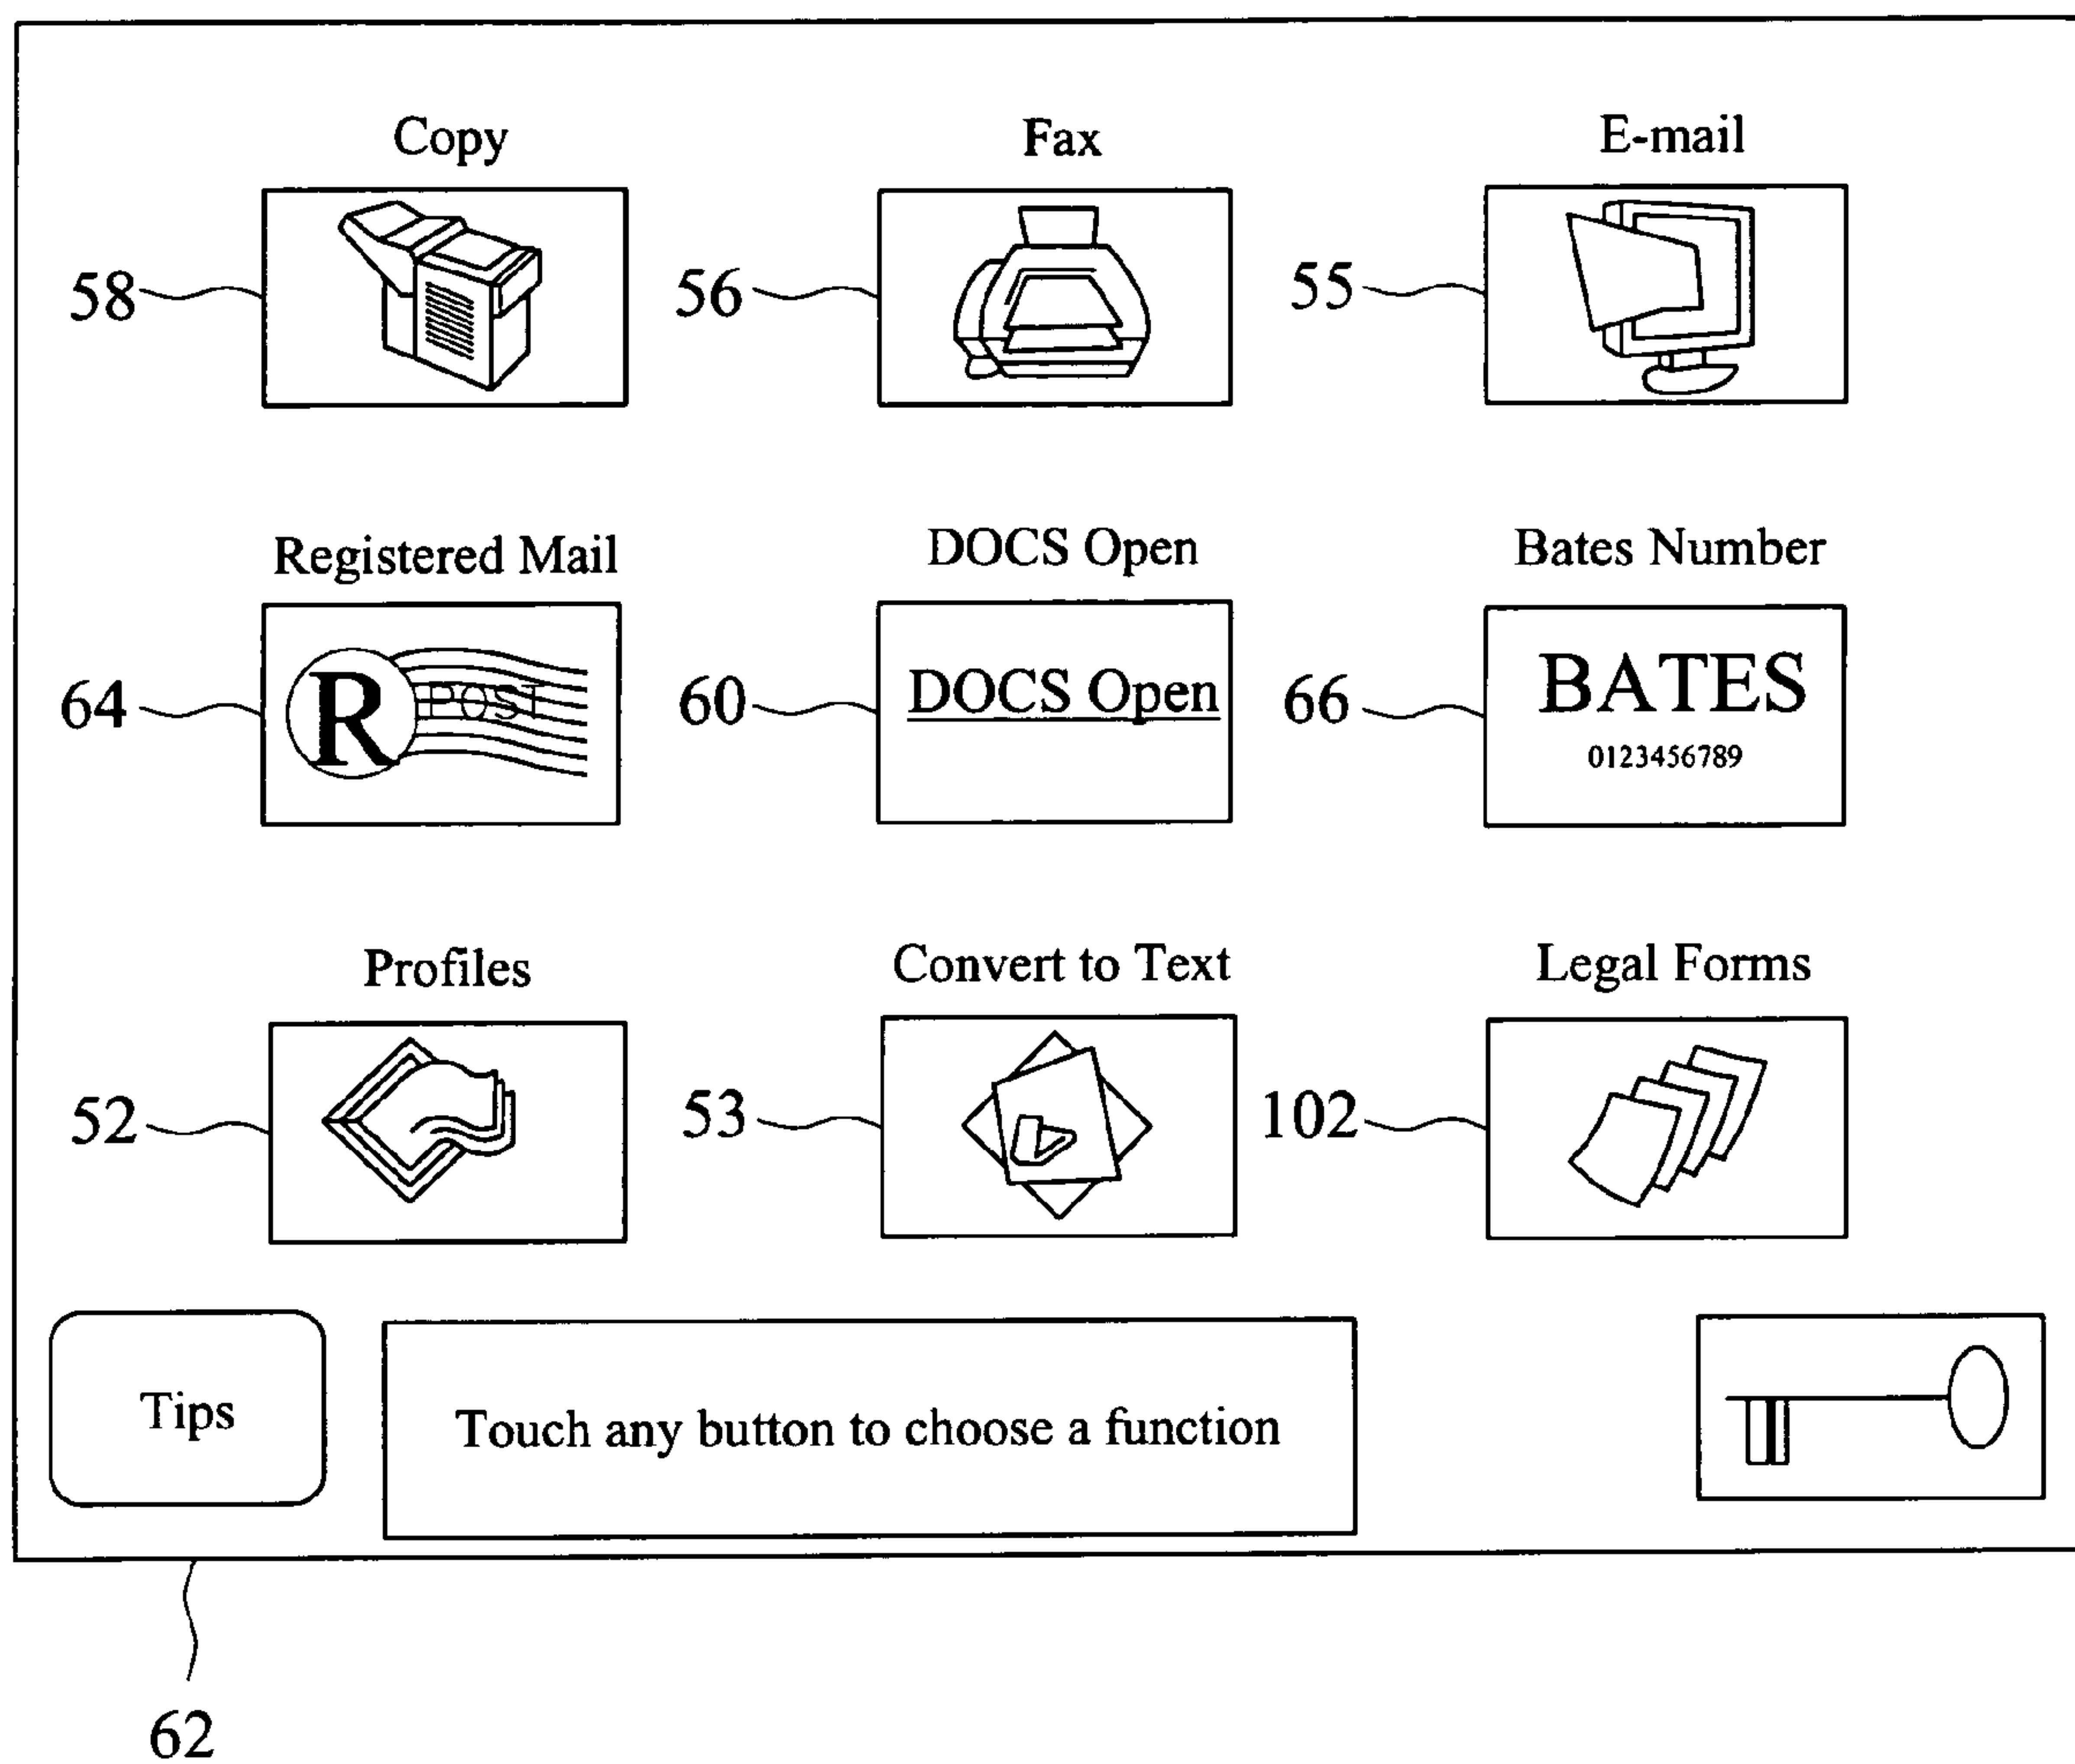 Copy
Fax
E-mail
58
56
55
Registered Mail
DOCS Open
Bates Number
64
R POST
60
DOCS Open
66
BATES
0123456789
Profiles
Convert to Text
Legal Forms
52
53
102
Tips
Touch any button to choose a function
62